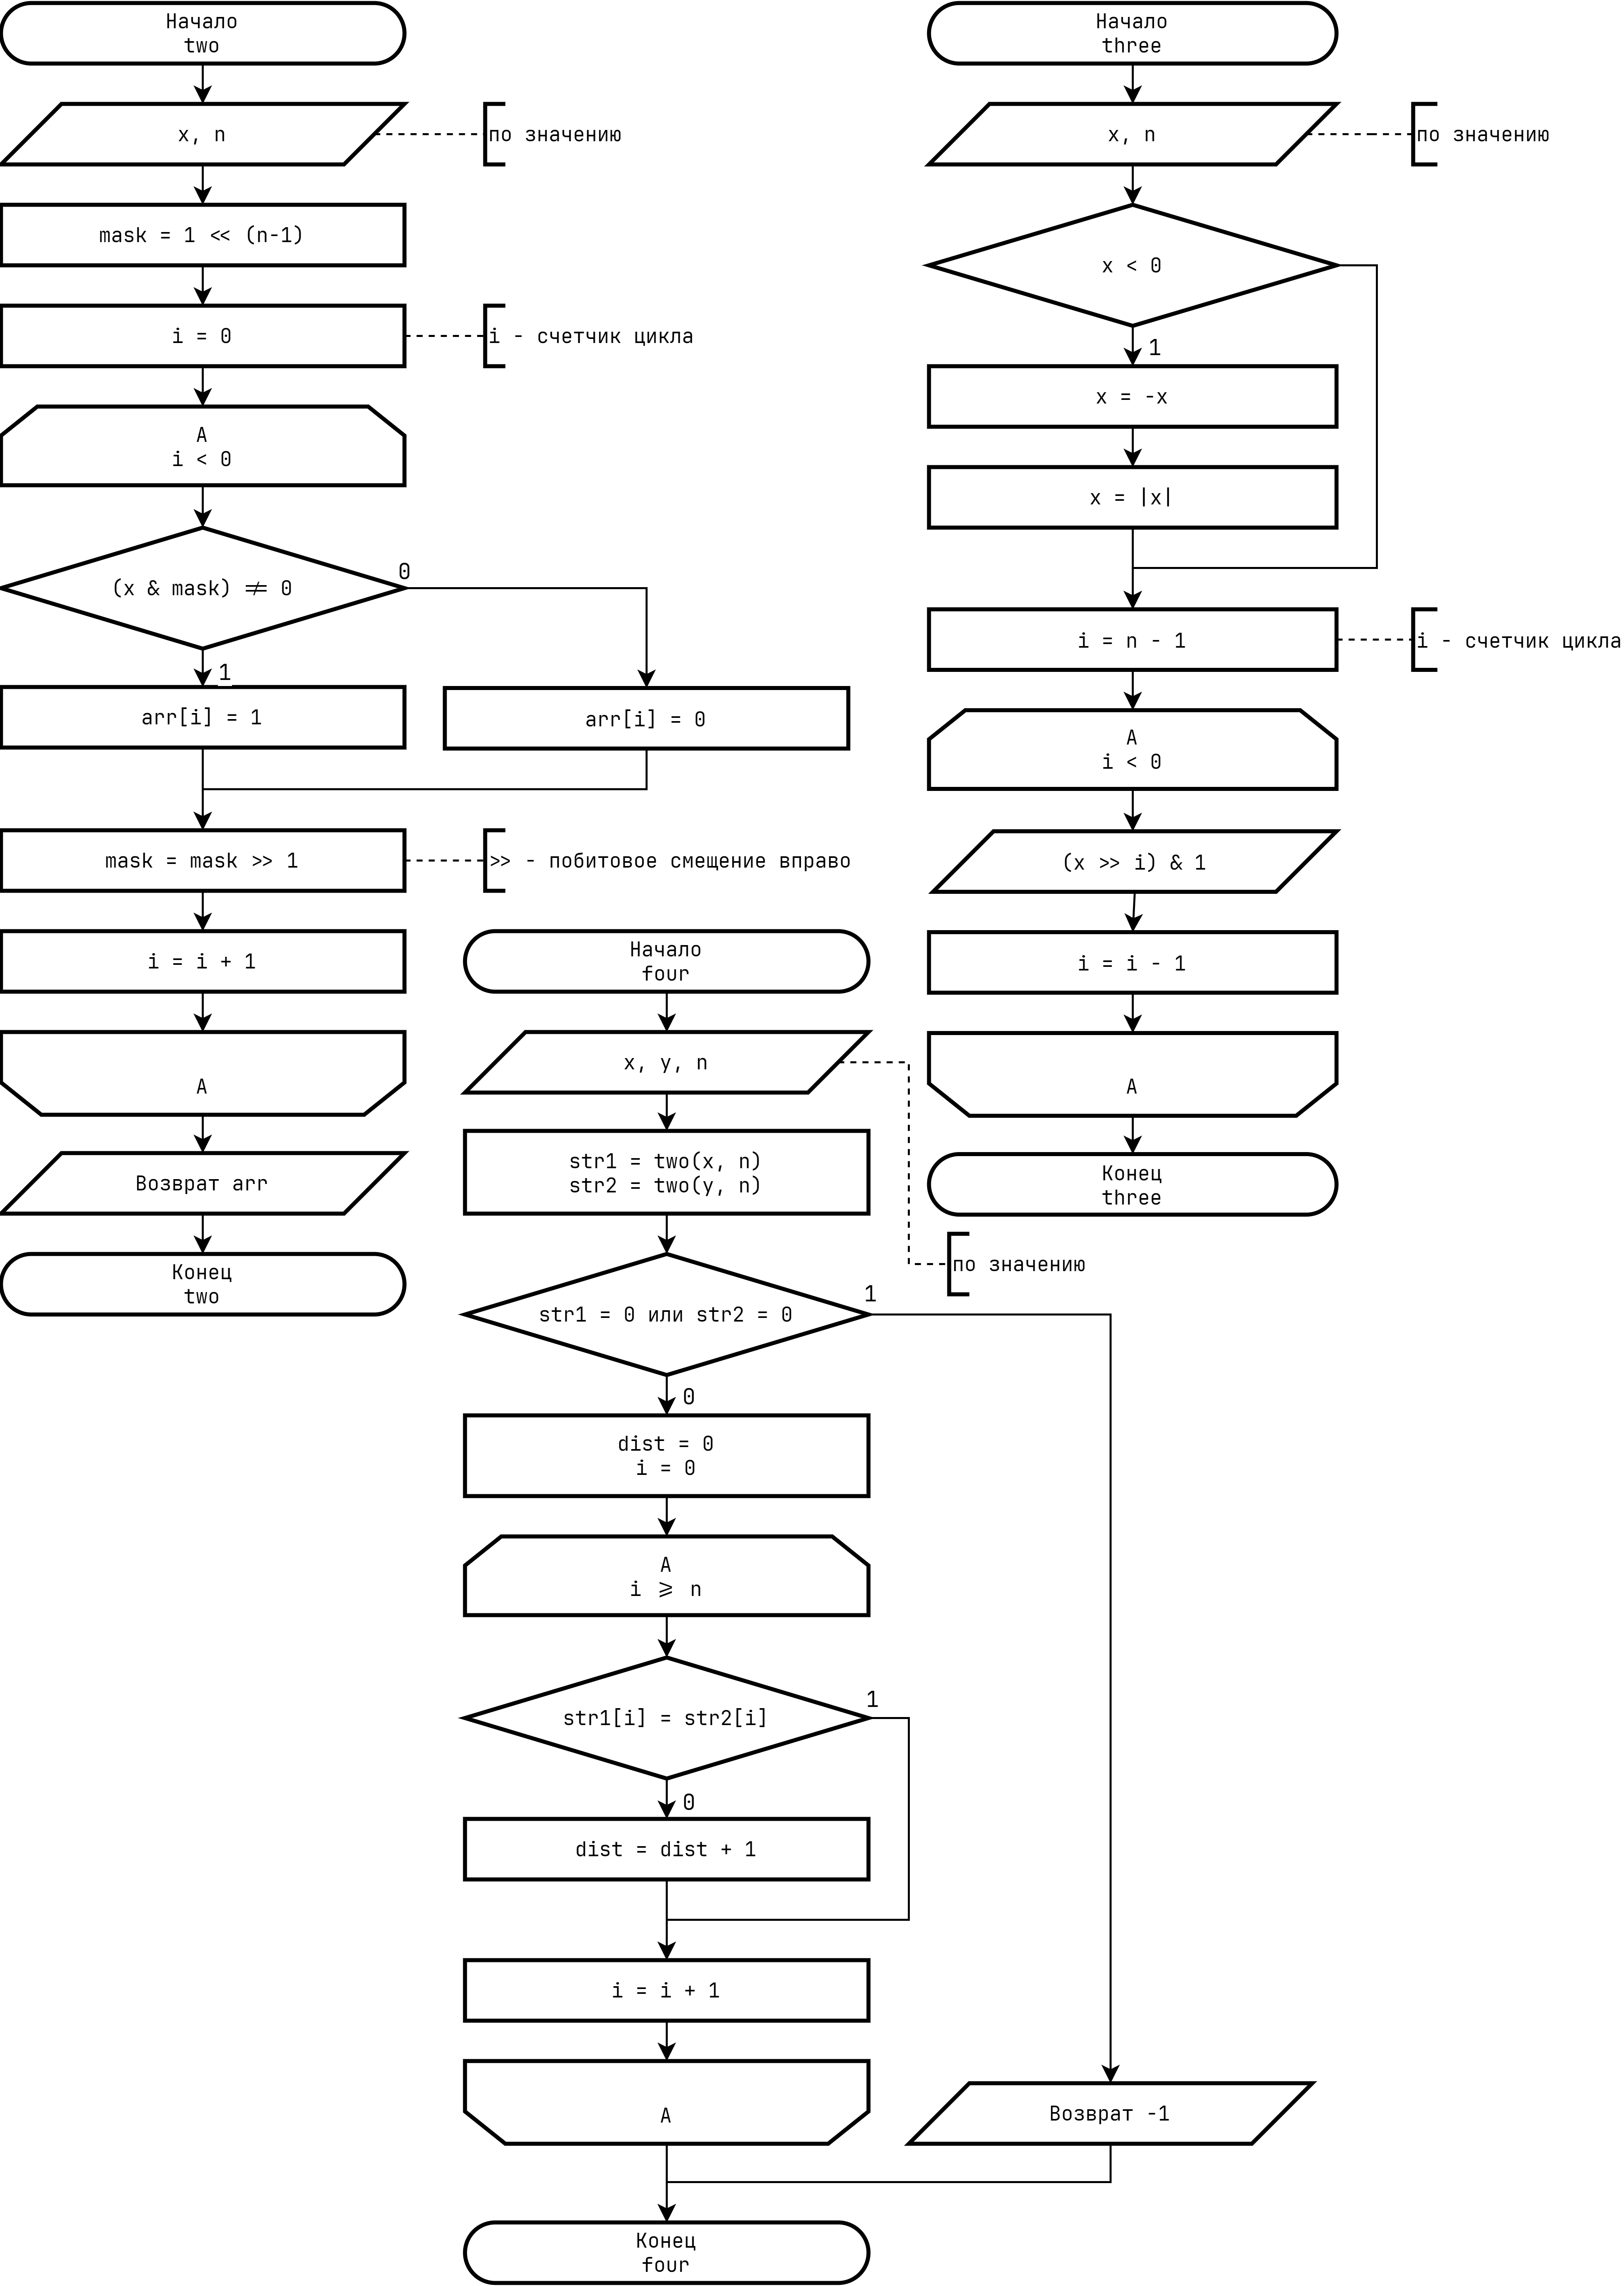 Начало
two
x, n
по значению
mask = 1 << (n-1)
i = 0
i - счетчик цикла
A
i < 0
(x & mask) ≠ 0
0
1
arr[i] = 1
arr[i] = 0
mask = mask >> 1
>> - побитовое смещение вправо
i = i + 1
A
Возврат arr
Конец
two
Начало
four
x, y, n
по значению
str1 = two(x, n)
str2 = two(y, n)
str1 = 0 или str2 = 0
1
0
dist = 0
i = 0
A
i ⩾ n
str1[i] = str2[i]
1
0
dist = dist + 1
i = i + 1
A
Возврат -1
Конец
four
Начало
three
x, n
по значению
x < 0
1
x = -x
x = |x|
i = n - 1
i - счетчик цикла
A
i < 0
(x >> i) & 1
i = i - 1
A
Конец
three